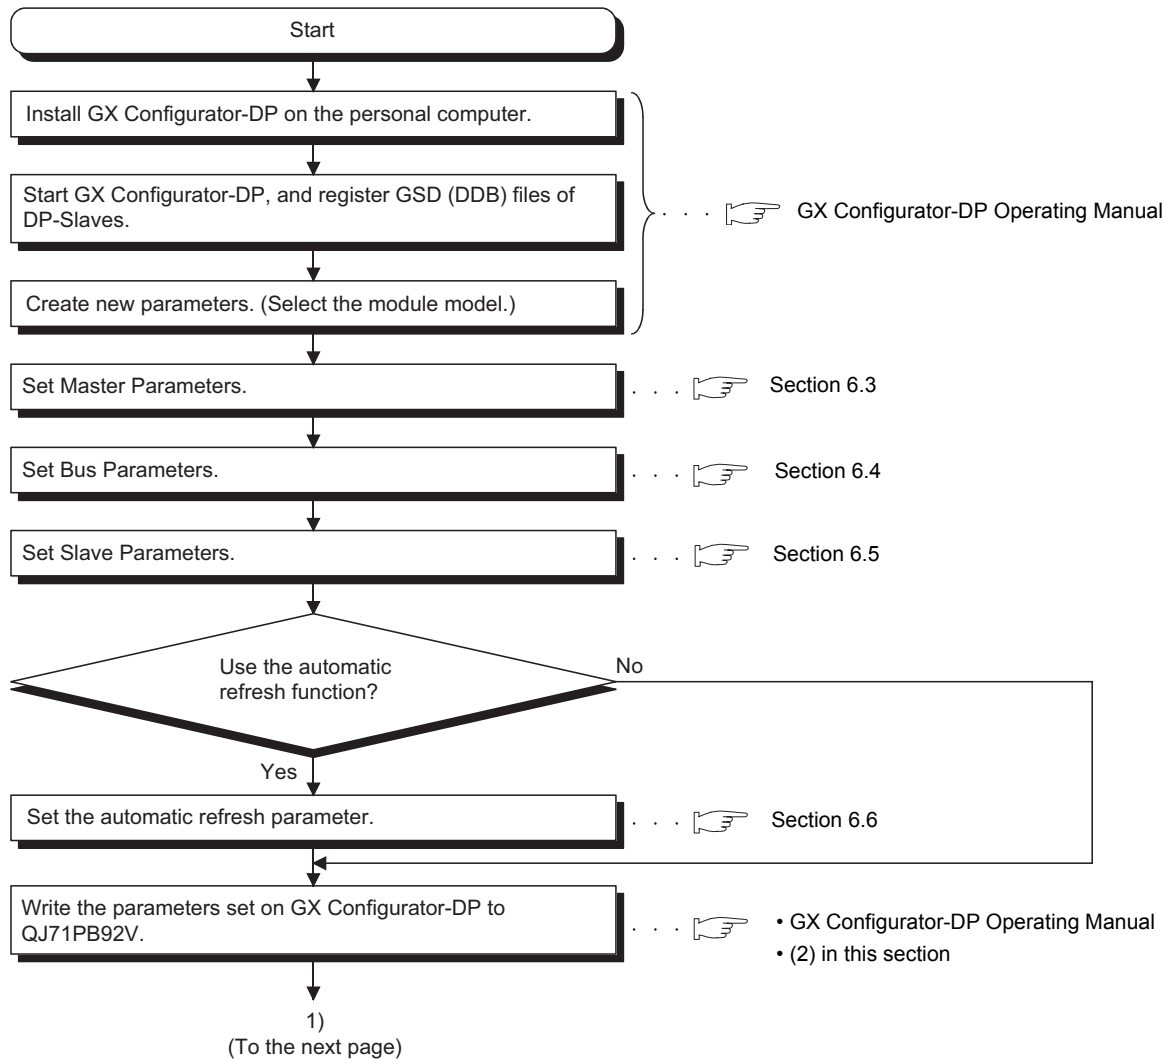 Start
Install GX Configurator-DP on the personal computer.
Start GX Configurator-DP, and register GSD (DDB) files of
DP-Slaves.
. . . GX Configurator-DP Operating Manual
Create new parameters. (Select the module model.)
Set Master Parameters.
. . . Section 6.3
Set Bus Parameters.
. . . Section 6.4
Set Slave Parameters.
. . . Section 6.5
Use the automatic
refresh function?
No
Yes
Set the automatic refresh parameter.
. . . Section 6.6
Write the parameters set on GX Configurator-DP to
QJ71PB92V.
. . . • GX Configurator-DP Operating Manual
• (2) in this section
1)
(To the next page)